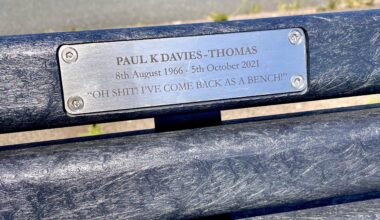 PAUL K DAVIES-THOMAS
8th August 1966 - 5th October 2021
"OH SHIT! I'VE COME BACK AS A BENCH!"